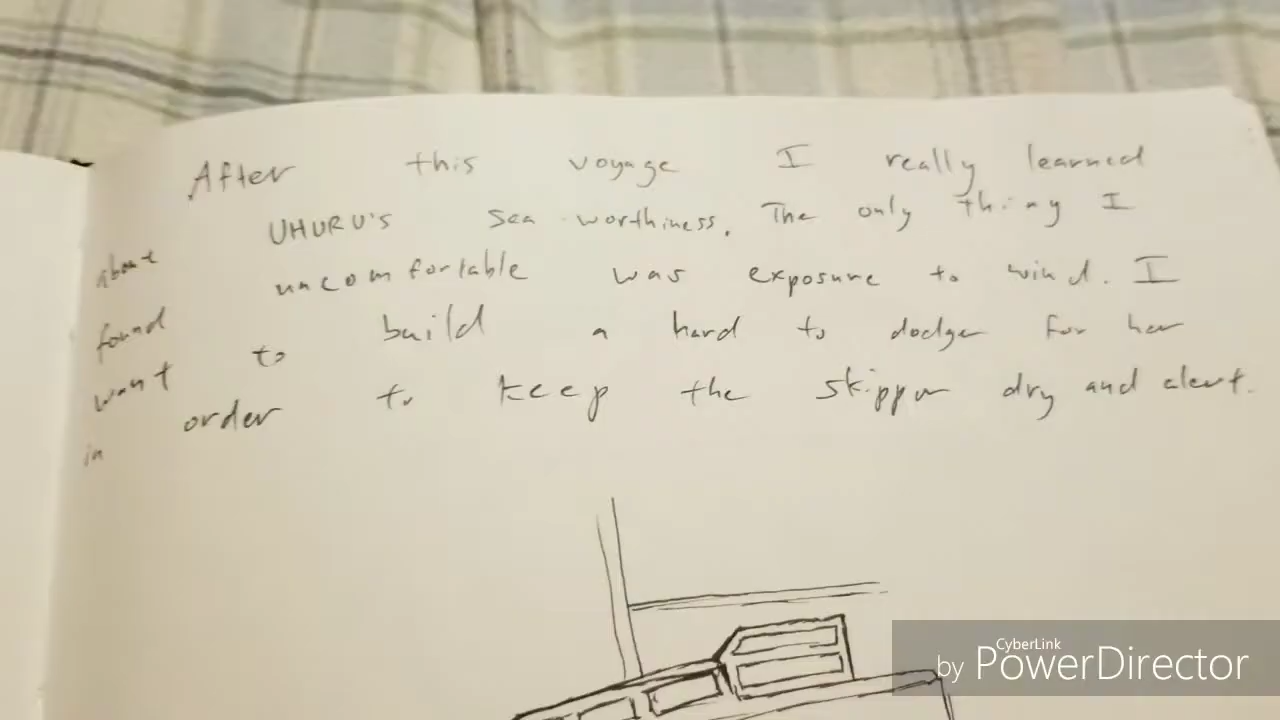 After this voyage I really learned
about UHURU'S sea worthiness. The only thing I
found uncomfortable was exposure to wind. I
want to build a hard to dodger for her
in order to keep the skipper dry and alert.
CyberLink
by PowerDirector